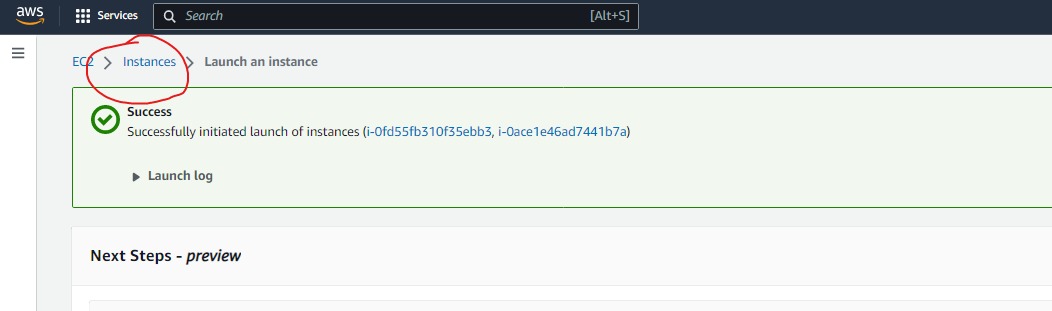 aws Services Search [Alt+S]
EC2 > Instances > Launch an instance
Success
Successfully initiated launch of instances (i-0fd55fb310f35ebb3, i-0ace1e46ad7441b7a)
Launch log
Next Steps - preview